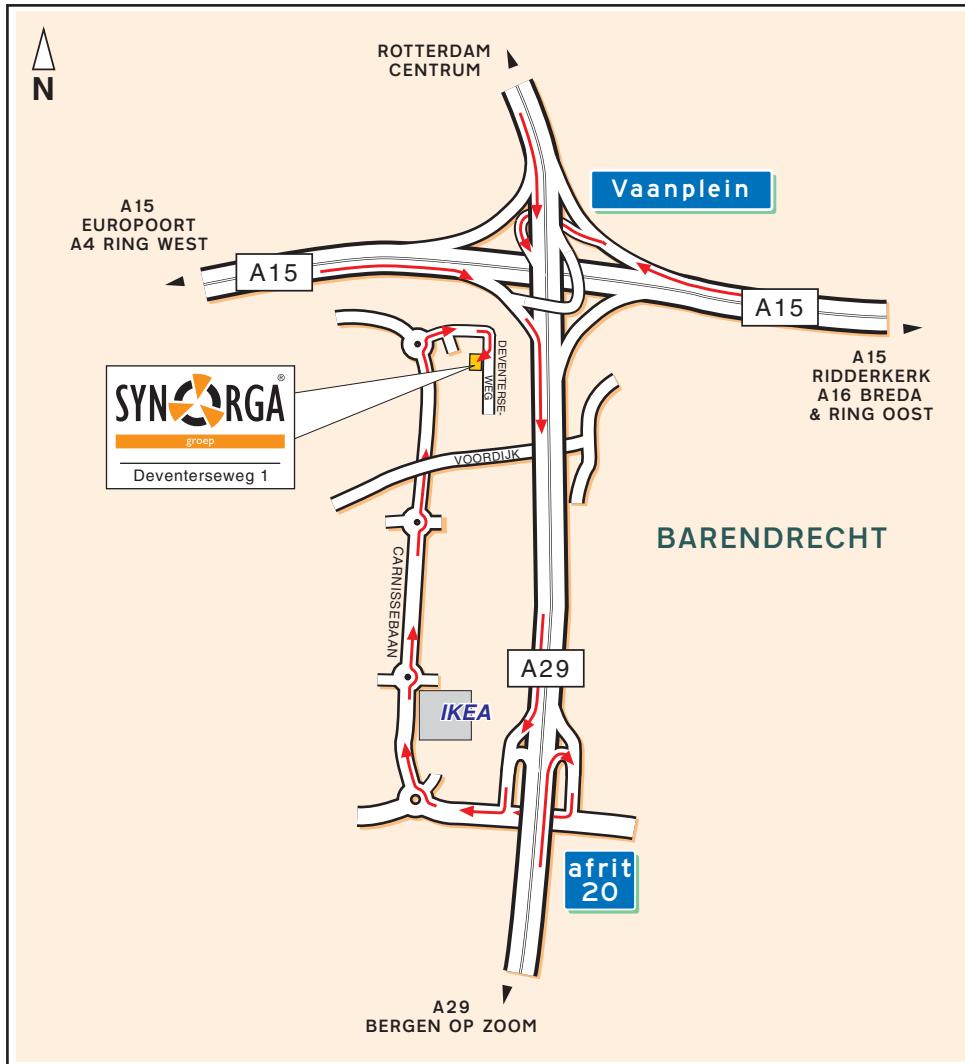 N
ROTTERDAM
CENTRUM
Vaanplein
A15
EUROPOORT
A4 RING WEST
A15
A15
A15
RIDDERKERK
A16 BREDA
& RING OOST
DEVENTERSE-
WEG
SYNORGA®
groep
Deventerseweg 1
VOORDIJK
BARENDRECHT
CARNISSEBAAN
A29
IKEA
afrit
20
A29
BERGEN OP ZOOM